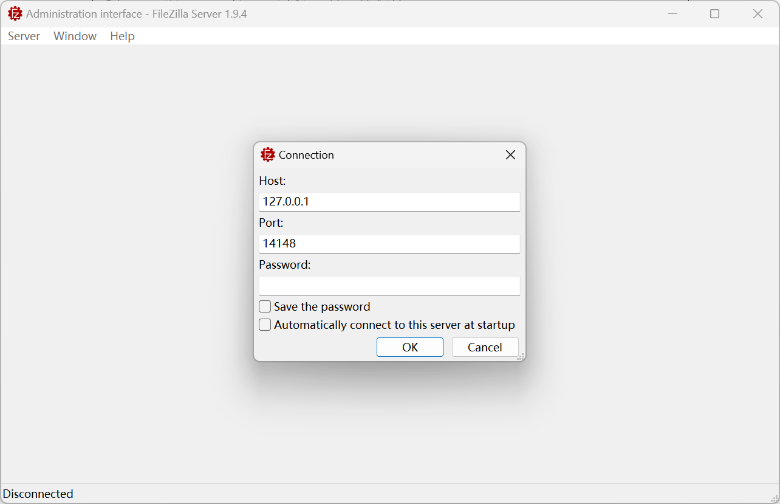 Administration interface - FileZilla Server 1.9.4
Server Window Help
Connection
Host:
127.0.0.1
Port:
14148
Password:
Save the password
Automatically connect to this server at startup
OK Cancel
Disconnected